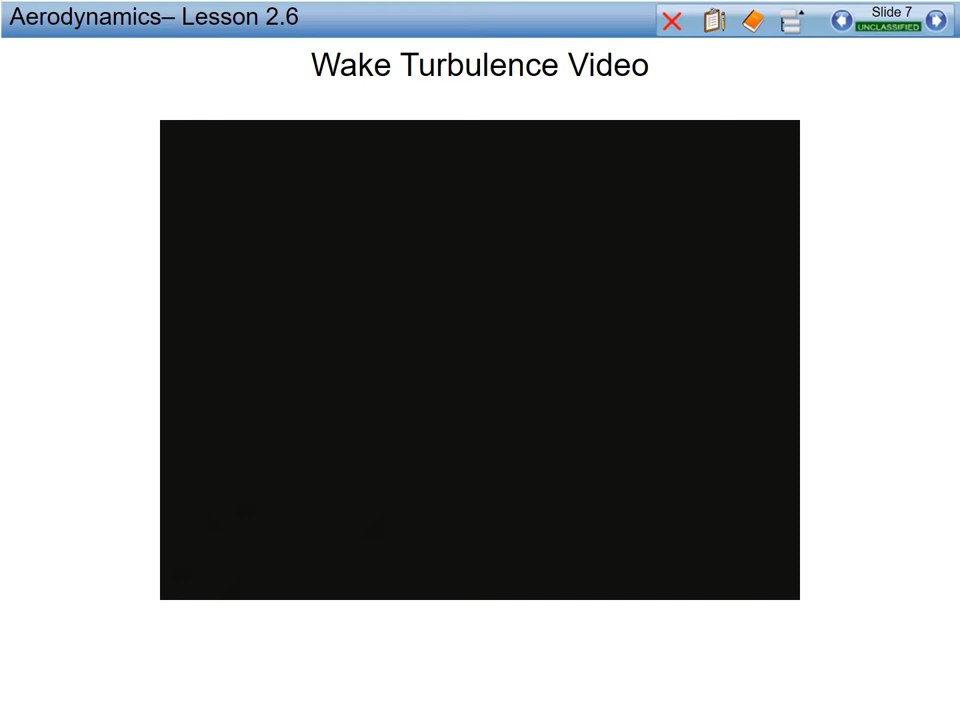 Aerodynamics– Lesson 2.6
Slide 7
UNCLASSIFIED
Wake Turbulence Video